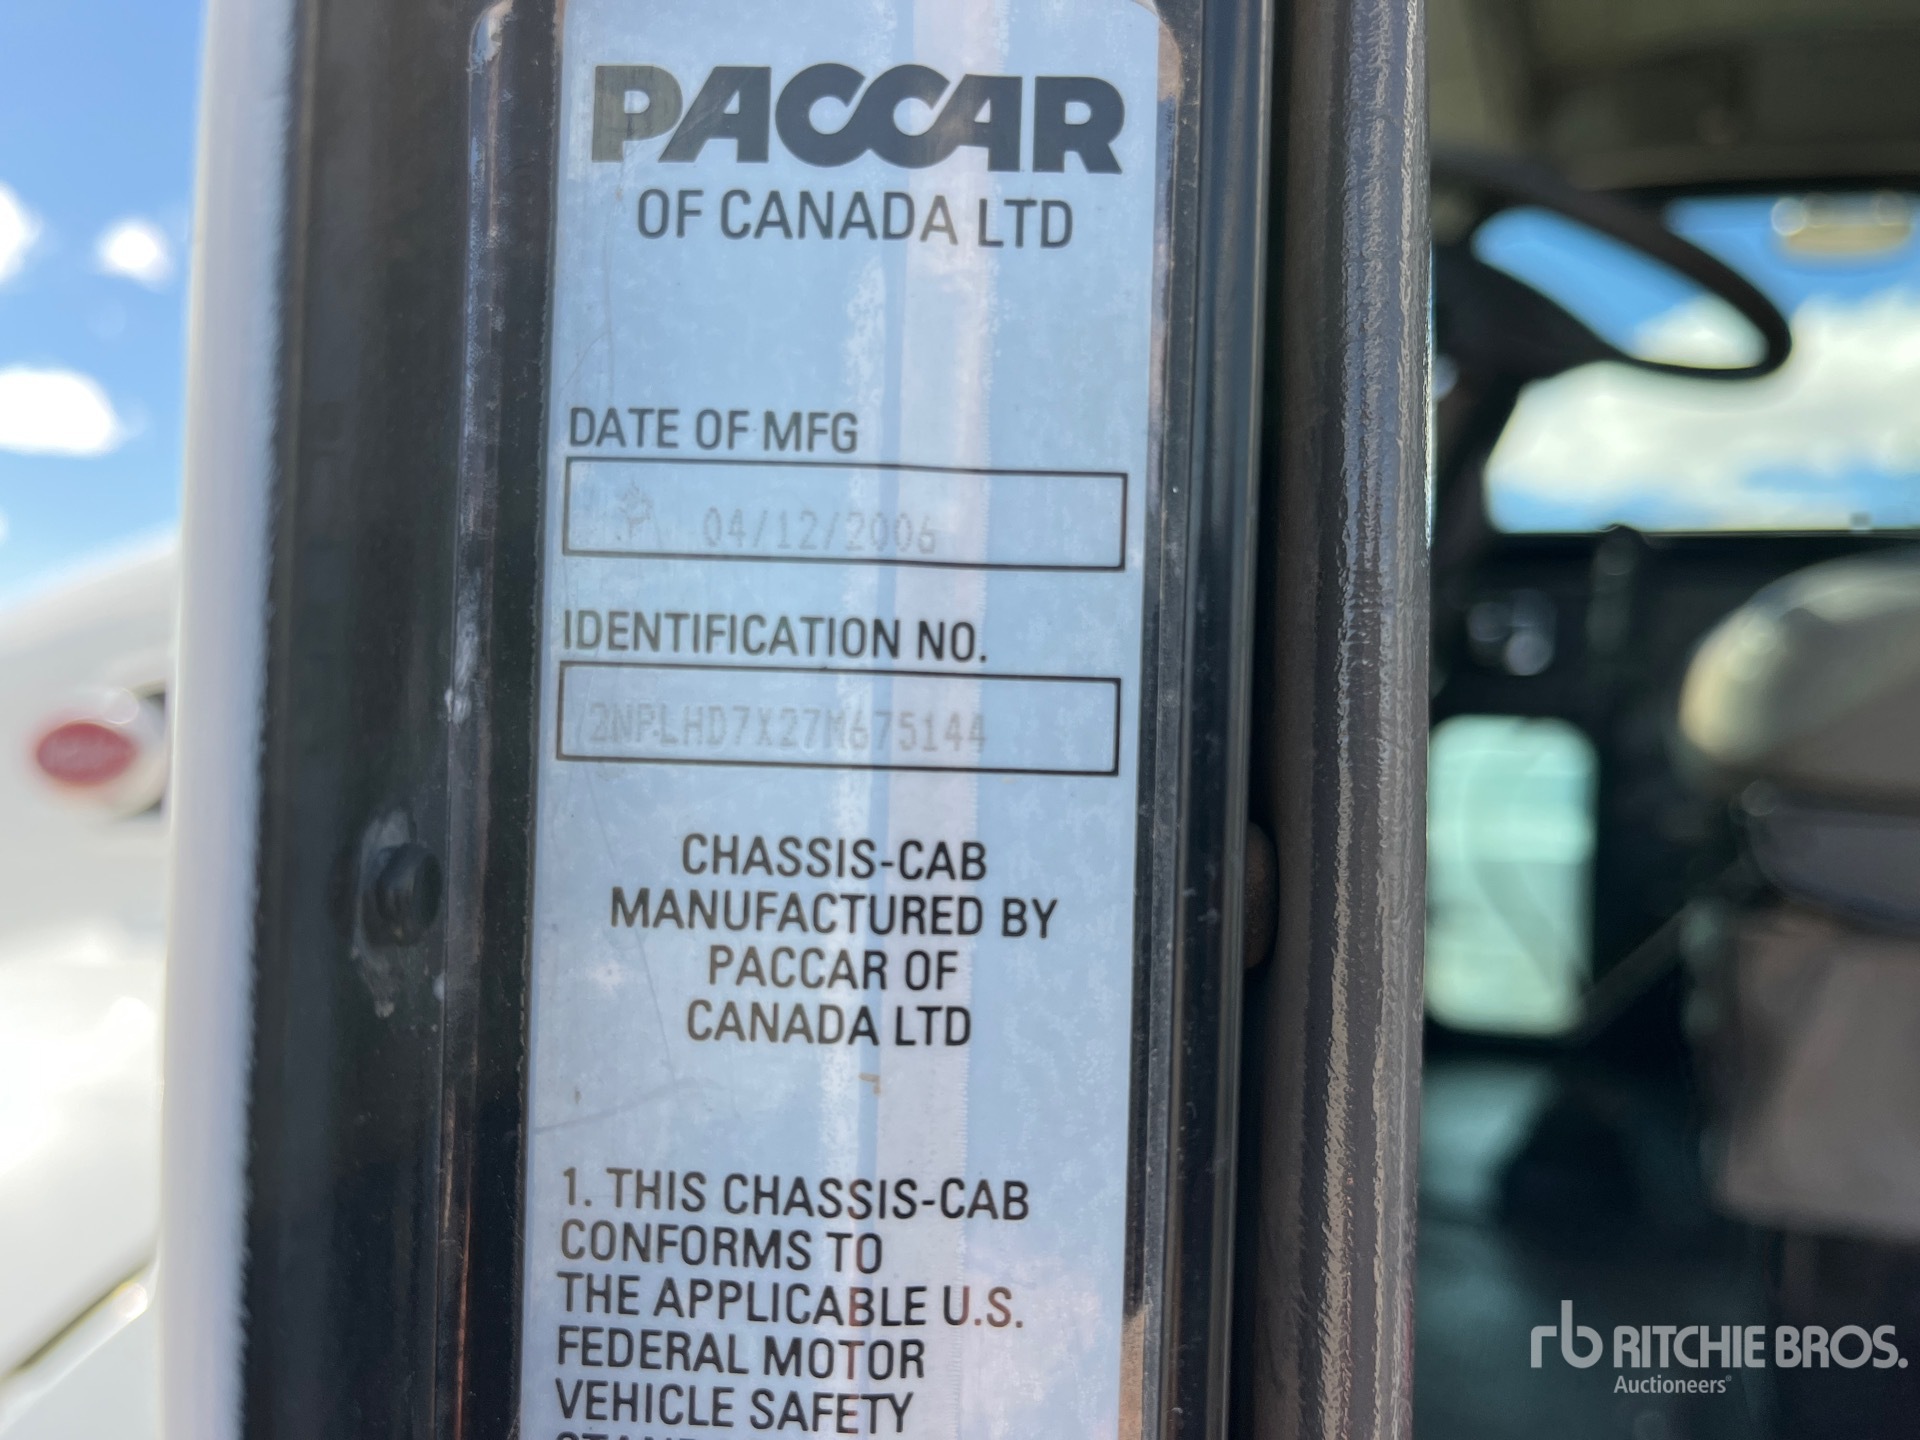 PACCAR
OF CANADA LTD
DATE OF MFG
04/12/2006
IDENTIFICATION NO.
2NPLHD7X27M675144
CHASSIS-CAB
MANUFACTURED BY
PACCAR OF
CANADA LTD
1. THIS CHASSIS-CAB
CONFORMS TO
THE APPLICABLE U.S.
FEDERAL MOTOR
VEHICLE SAFETY
rb RITCHIE BROS.
Auctioneers